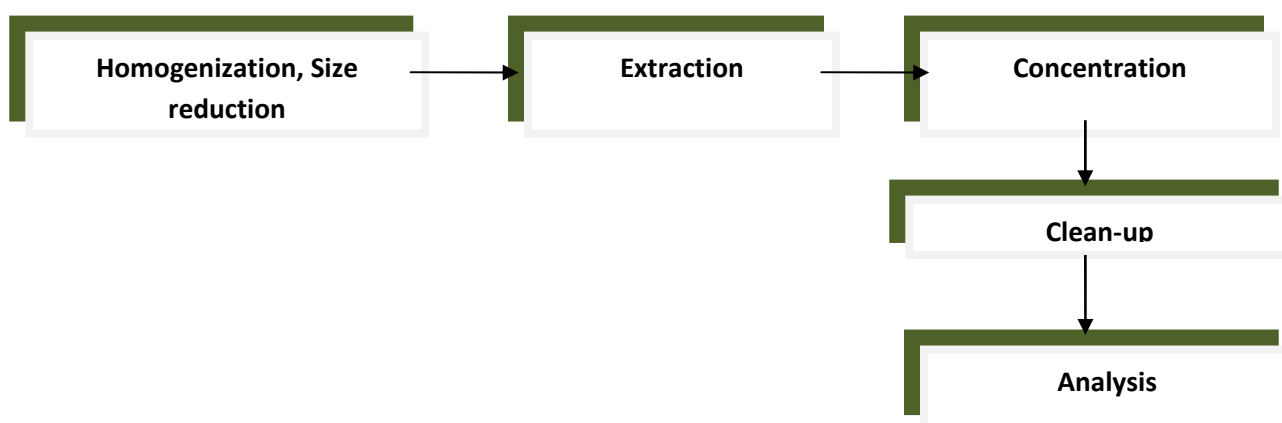 Homogenization, Size
reduction
Extraction
Concentration
Clean-up
Analysis